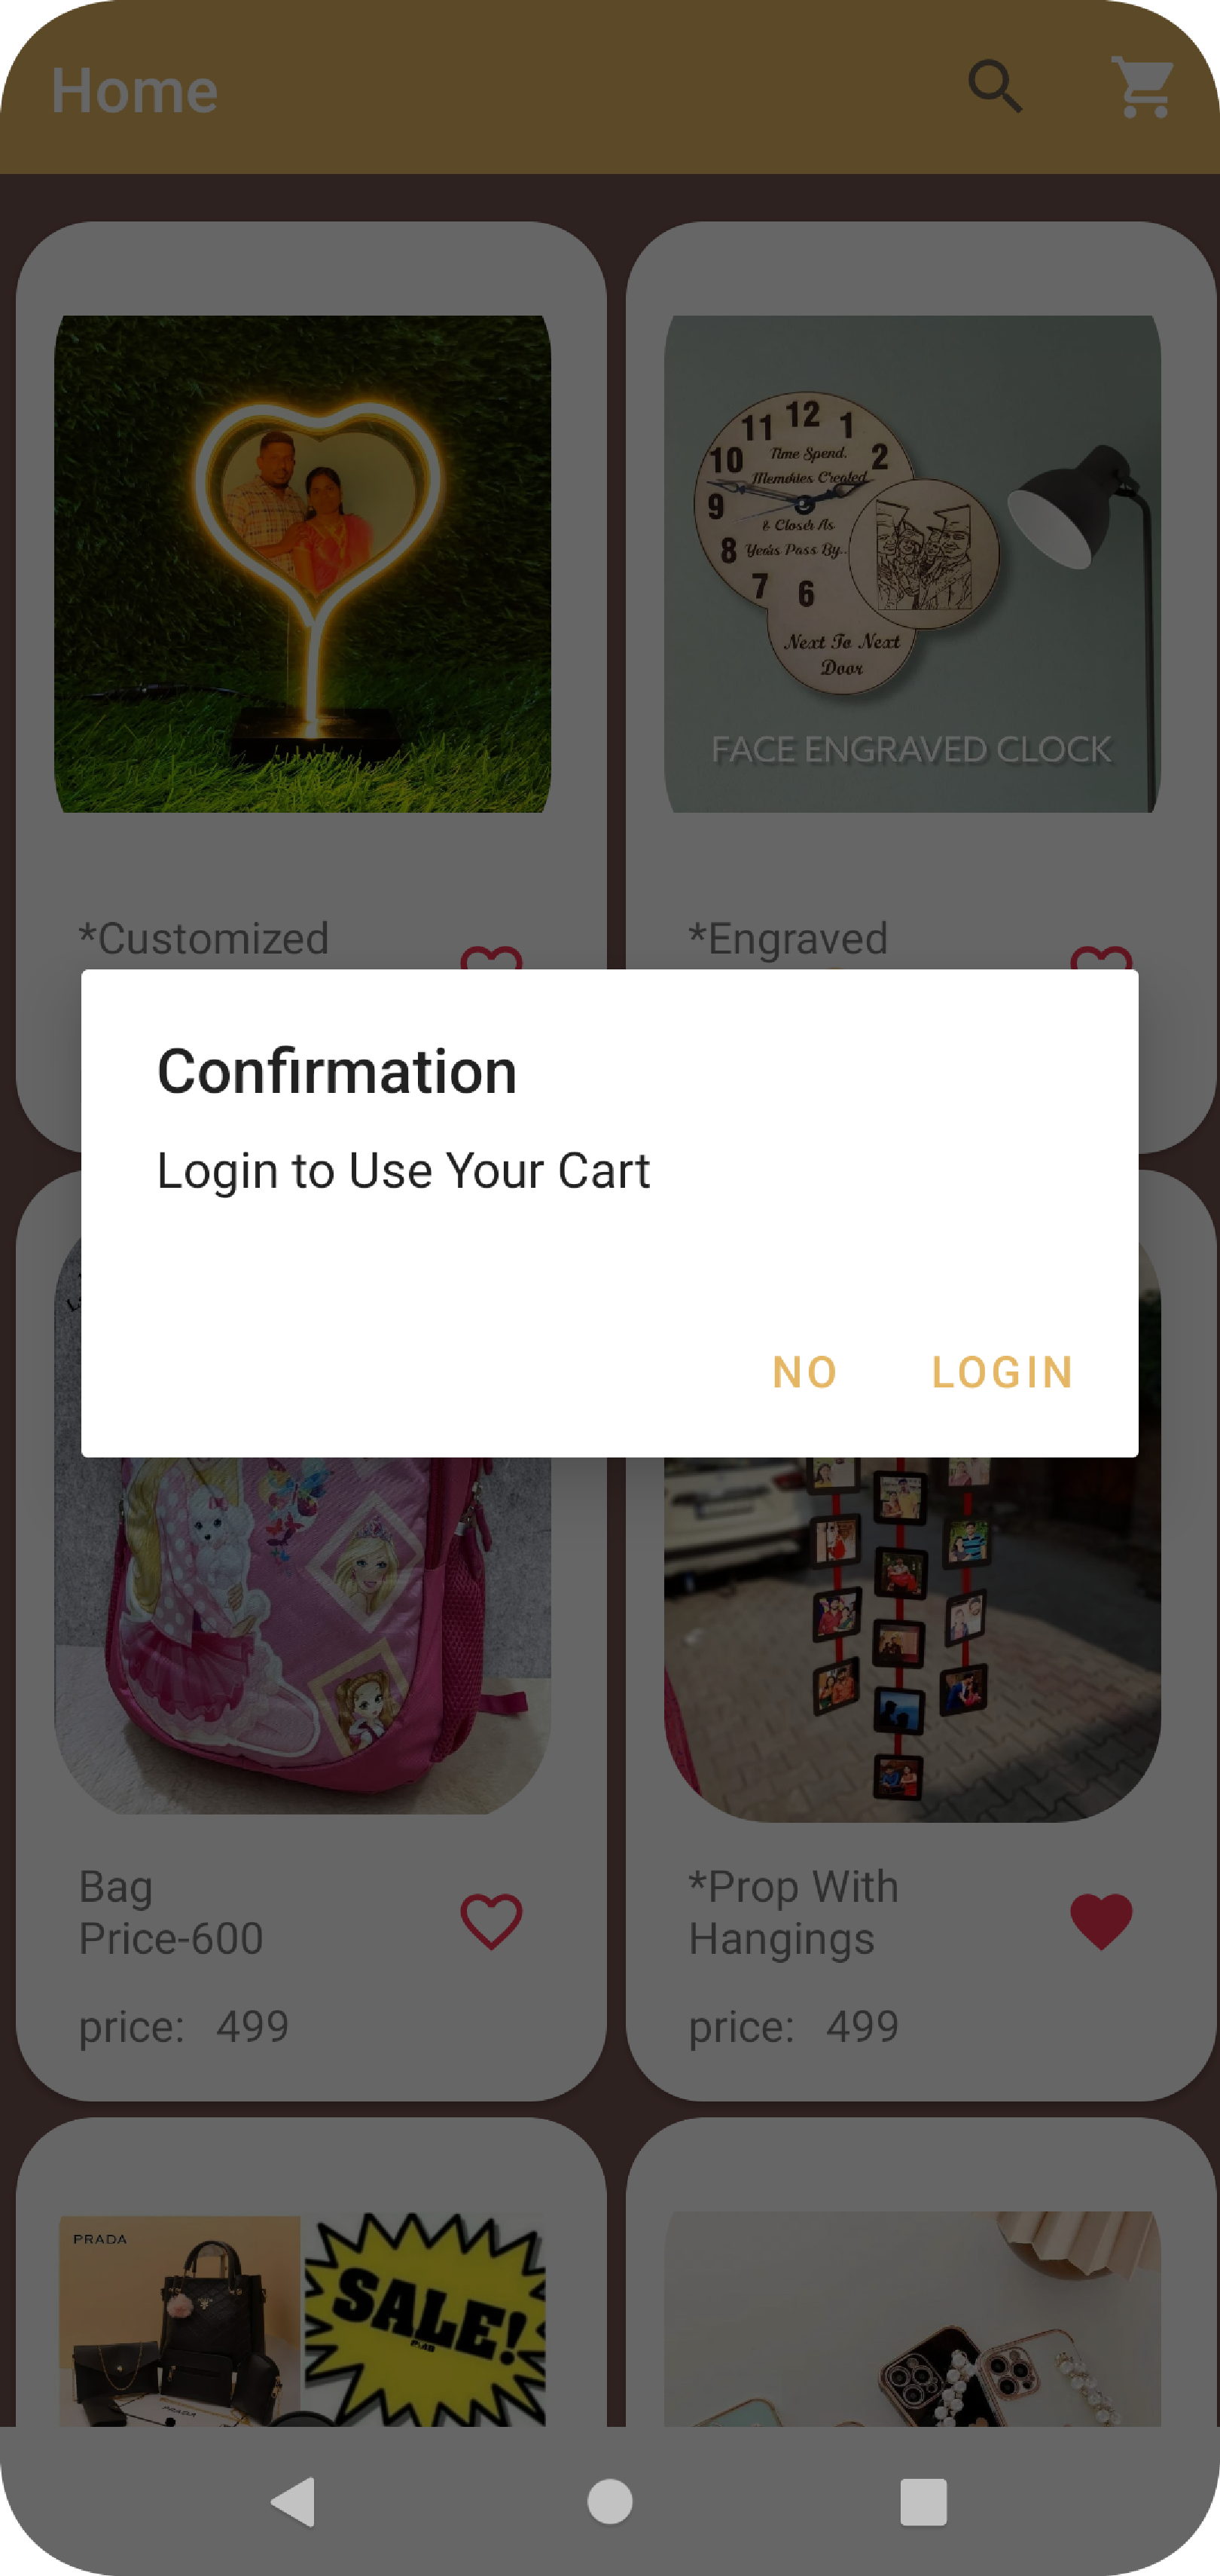 Home
11 12 1
10 2
Time Spend.
Memories Created
9
& Closer As
8 Years Pass By..
7 6
Next To Next
Door
FACE ENGRAVED CLOCK
*Customized
*Engraved
Confirmation
Login to Use Your Cart
NO LOGIN
Bag
Price-600
price: 499
*Prop With
Hangings
price: 499
PRADA
SALE!
PRADA